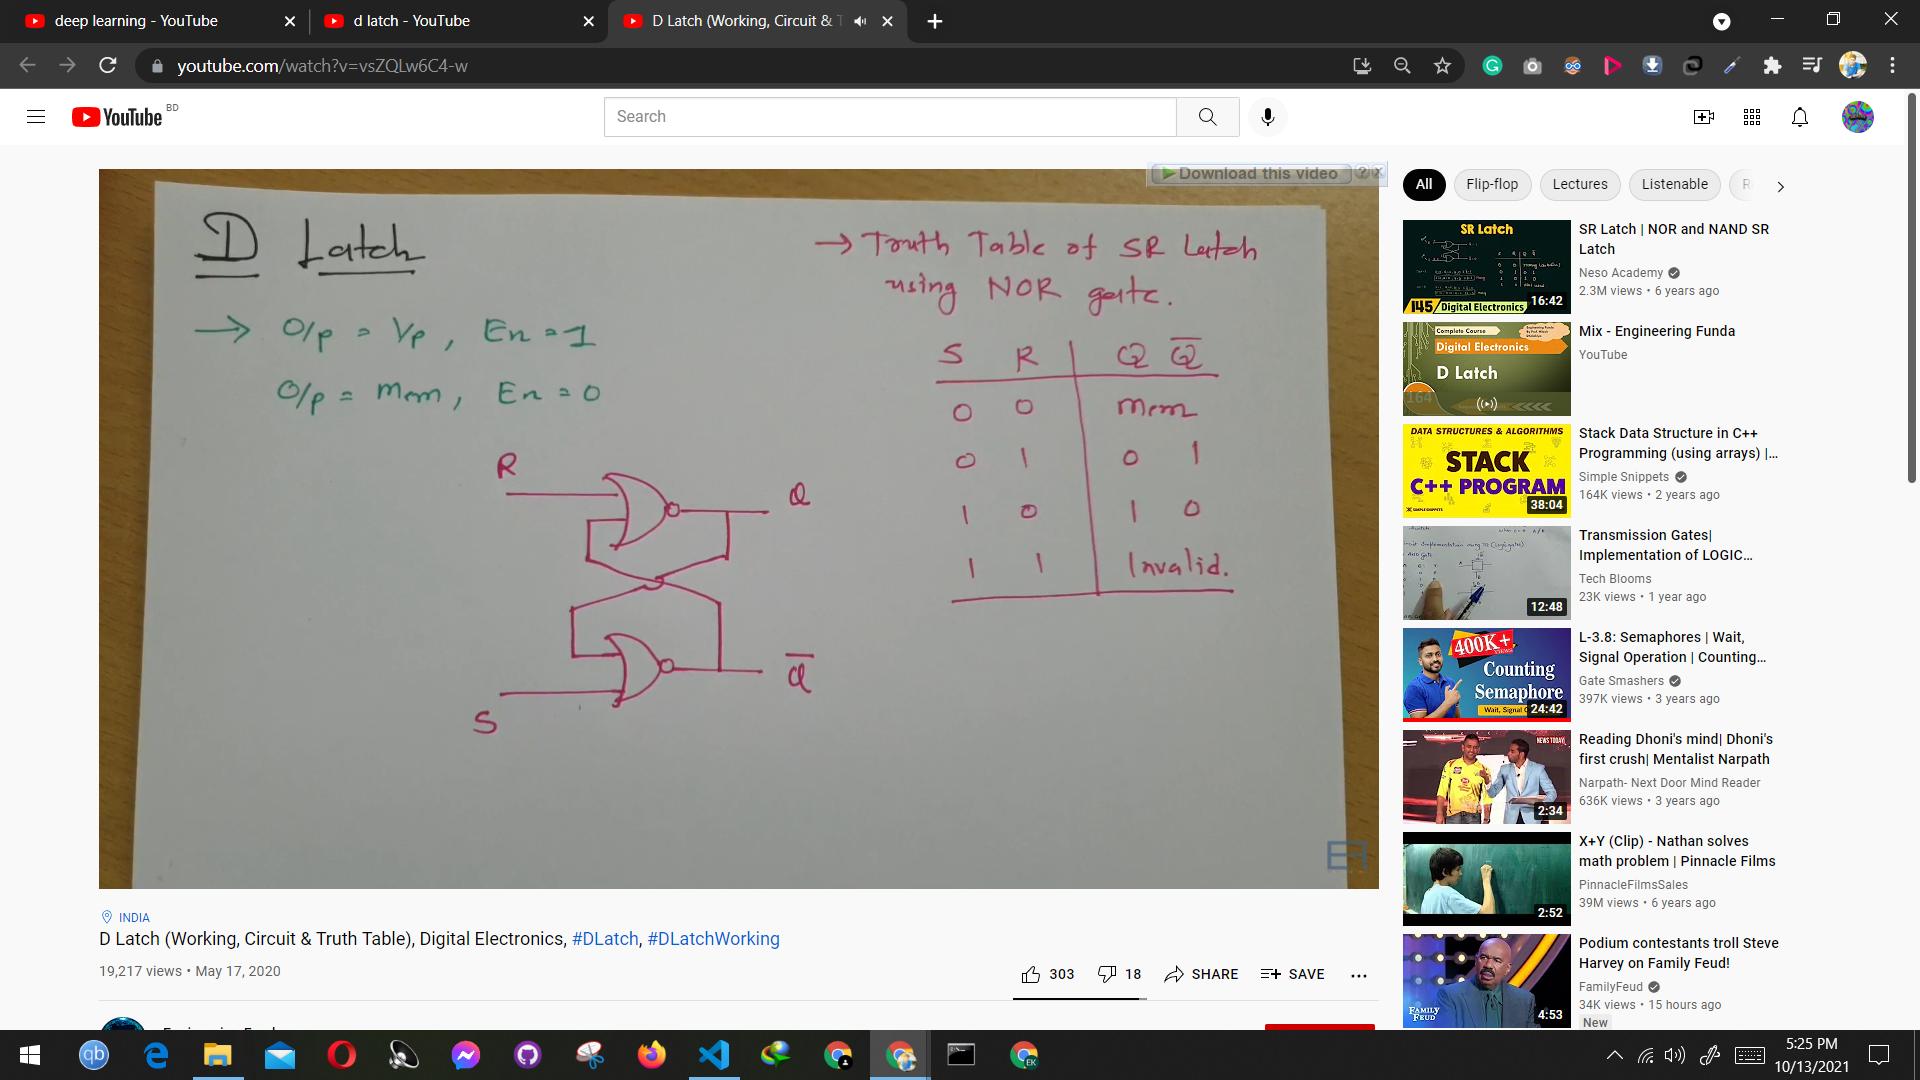 deep learning - YouTube
d latch - YouTube
D Latch (Working, Circuit & T
youtube.com/watch?v=vsZQLw6C4-w
YouTube BD
Search
Download this video
D Latch
→ O/p = I/p, En = 1
O/p = Mem, En = 0
→ Truth Table of SR Latch
using NOR gate.
S R Q Q̅
0 0 Mem
0 1 0 1
1 0 1 0
1 1 Invalid.
R
Q
Q̅
S
INDIA
D Latch (Working, Circuit & Truth Table), Digital Electronics, #DLatch, #DLatchWorking
19,217 views • May 17, 2020
303 18 SHARE SAVE
All Flip-flop Lectures Listenable
SR Latch
145 Digital Electronics
16:42
SR Latch | NOR and NAND SR
Latch
Neso Academy
2.3M views • 6 years ago
Complete Course
Digital Electronics
D Latch
164
Mix - Engineering Funda
YouTube
DATA STRUCTURES & ALGORITHMS
STACK
C++ PROGRAM
38:04
Stack Data Structure in C++
Programming (using arrays) |...
Simple Snippets
164K views • 2 years ago
12:48
Transmission Gates|
Implementation of LOGIC...
Tech Blooms
23K views • 1 year ago
400K+
Counting
Semaphore
24:42
L-3.8: Semaphores | Wait,
Signal Operation | Counting...
Gate Smashers
397K views • 3 years ago
NEWS TODAY
2:34
Reading Dhoni's mind| Dhoni's
first crush| Mentalist Narpath
Narpath- Next Door Mind Reader
636K views • 3 years ago
2:52
X+Y (Clip) - Nathan solves
math problem | Pinnacle Films
PinnacleFilmsSales
39M views • 6 years ago
FAMILY
FEUD
4:53
Podium contestants troll Steve
Harvey on Family Feud!
FamilyFeud
34K views • 15 hours ago
New
5:25 PM
10/13/2021